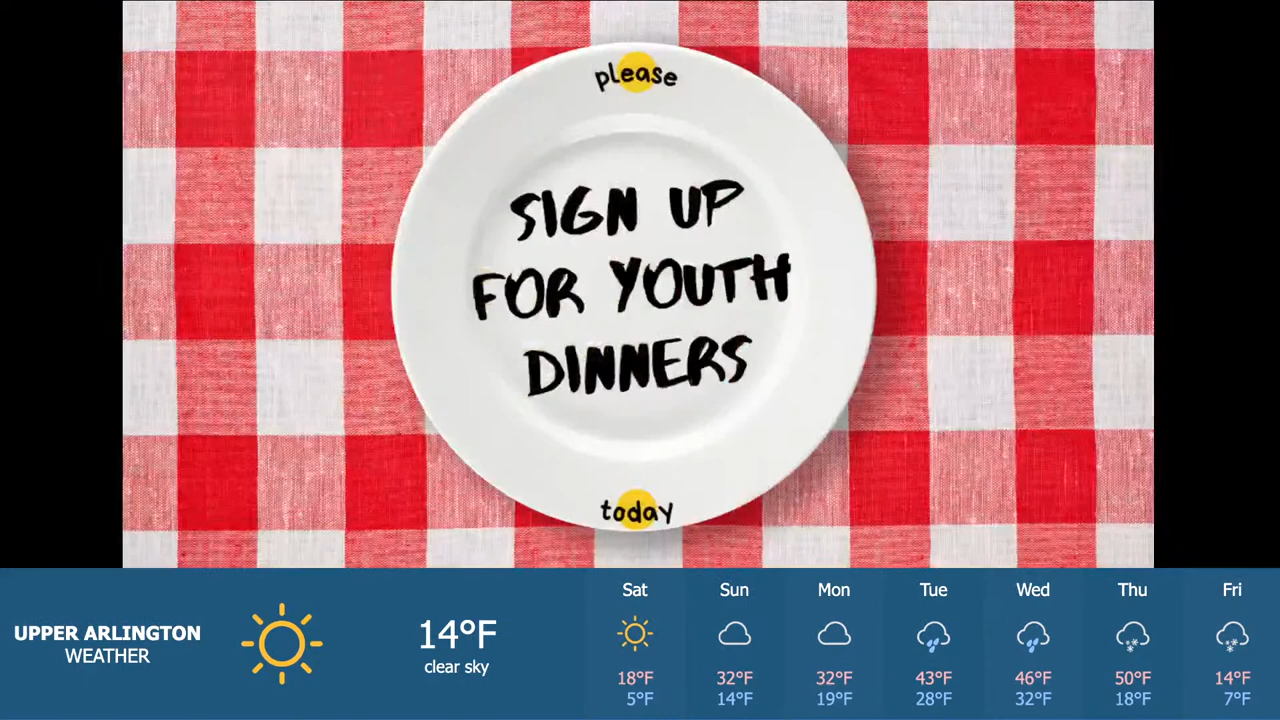 please
SIGN UP
FOR YOUTH
DINNERS
today
UPPER ARLINGTON
WEATHER
14°F
clear sky
Sat Sun Mon Tue Wed Thu Fri
18°F 32°F 32°F 43°F 46°F 50°F 14°F
5°F 14°F 19°F 28°F 32°F 18°F 7°F